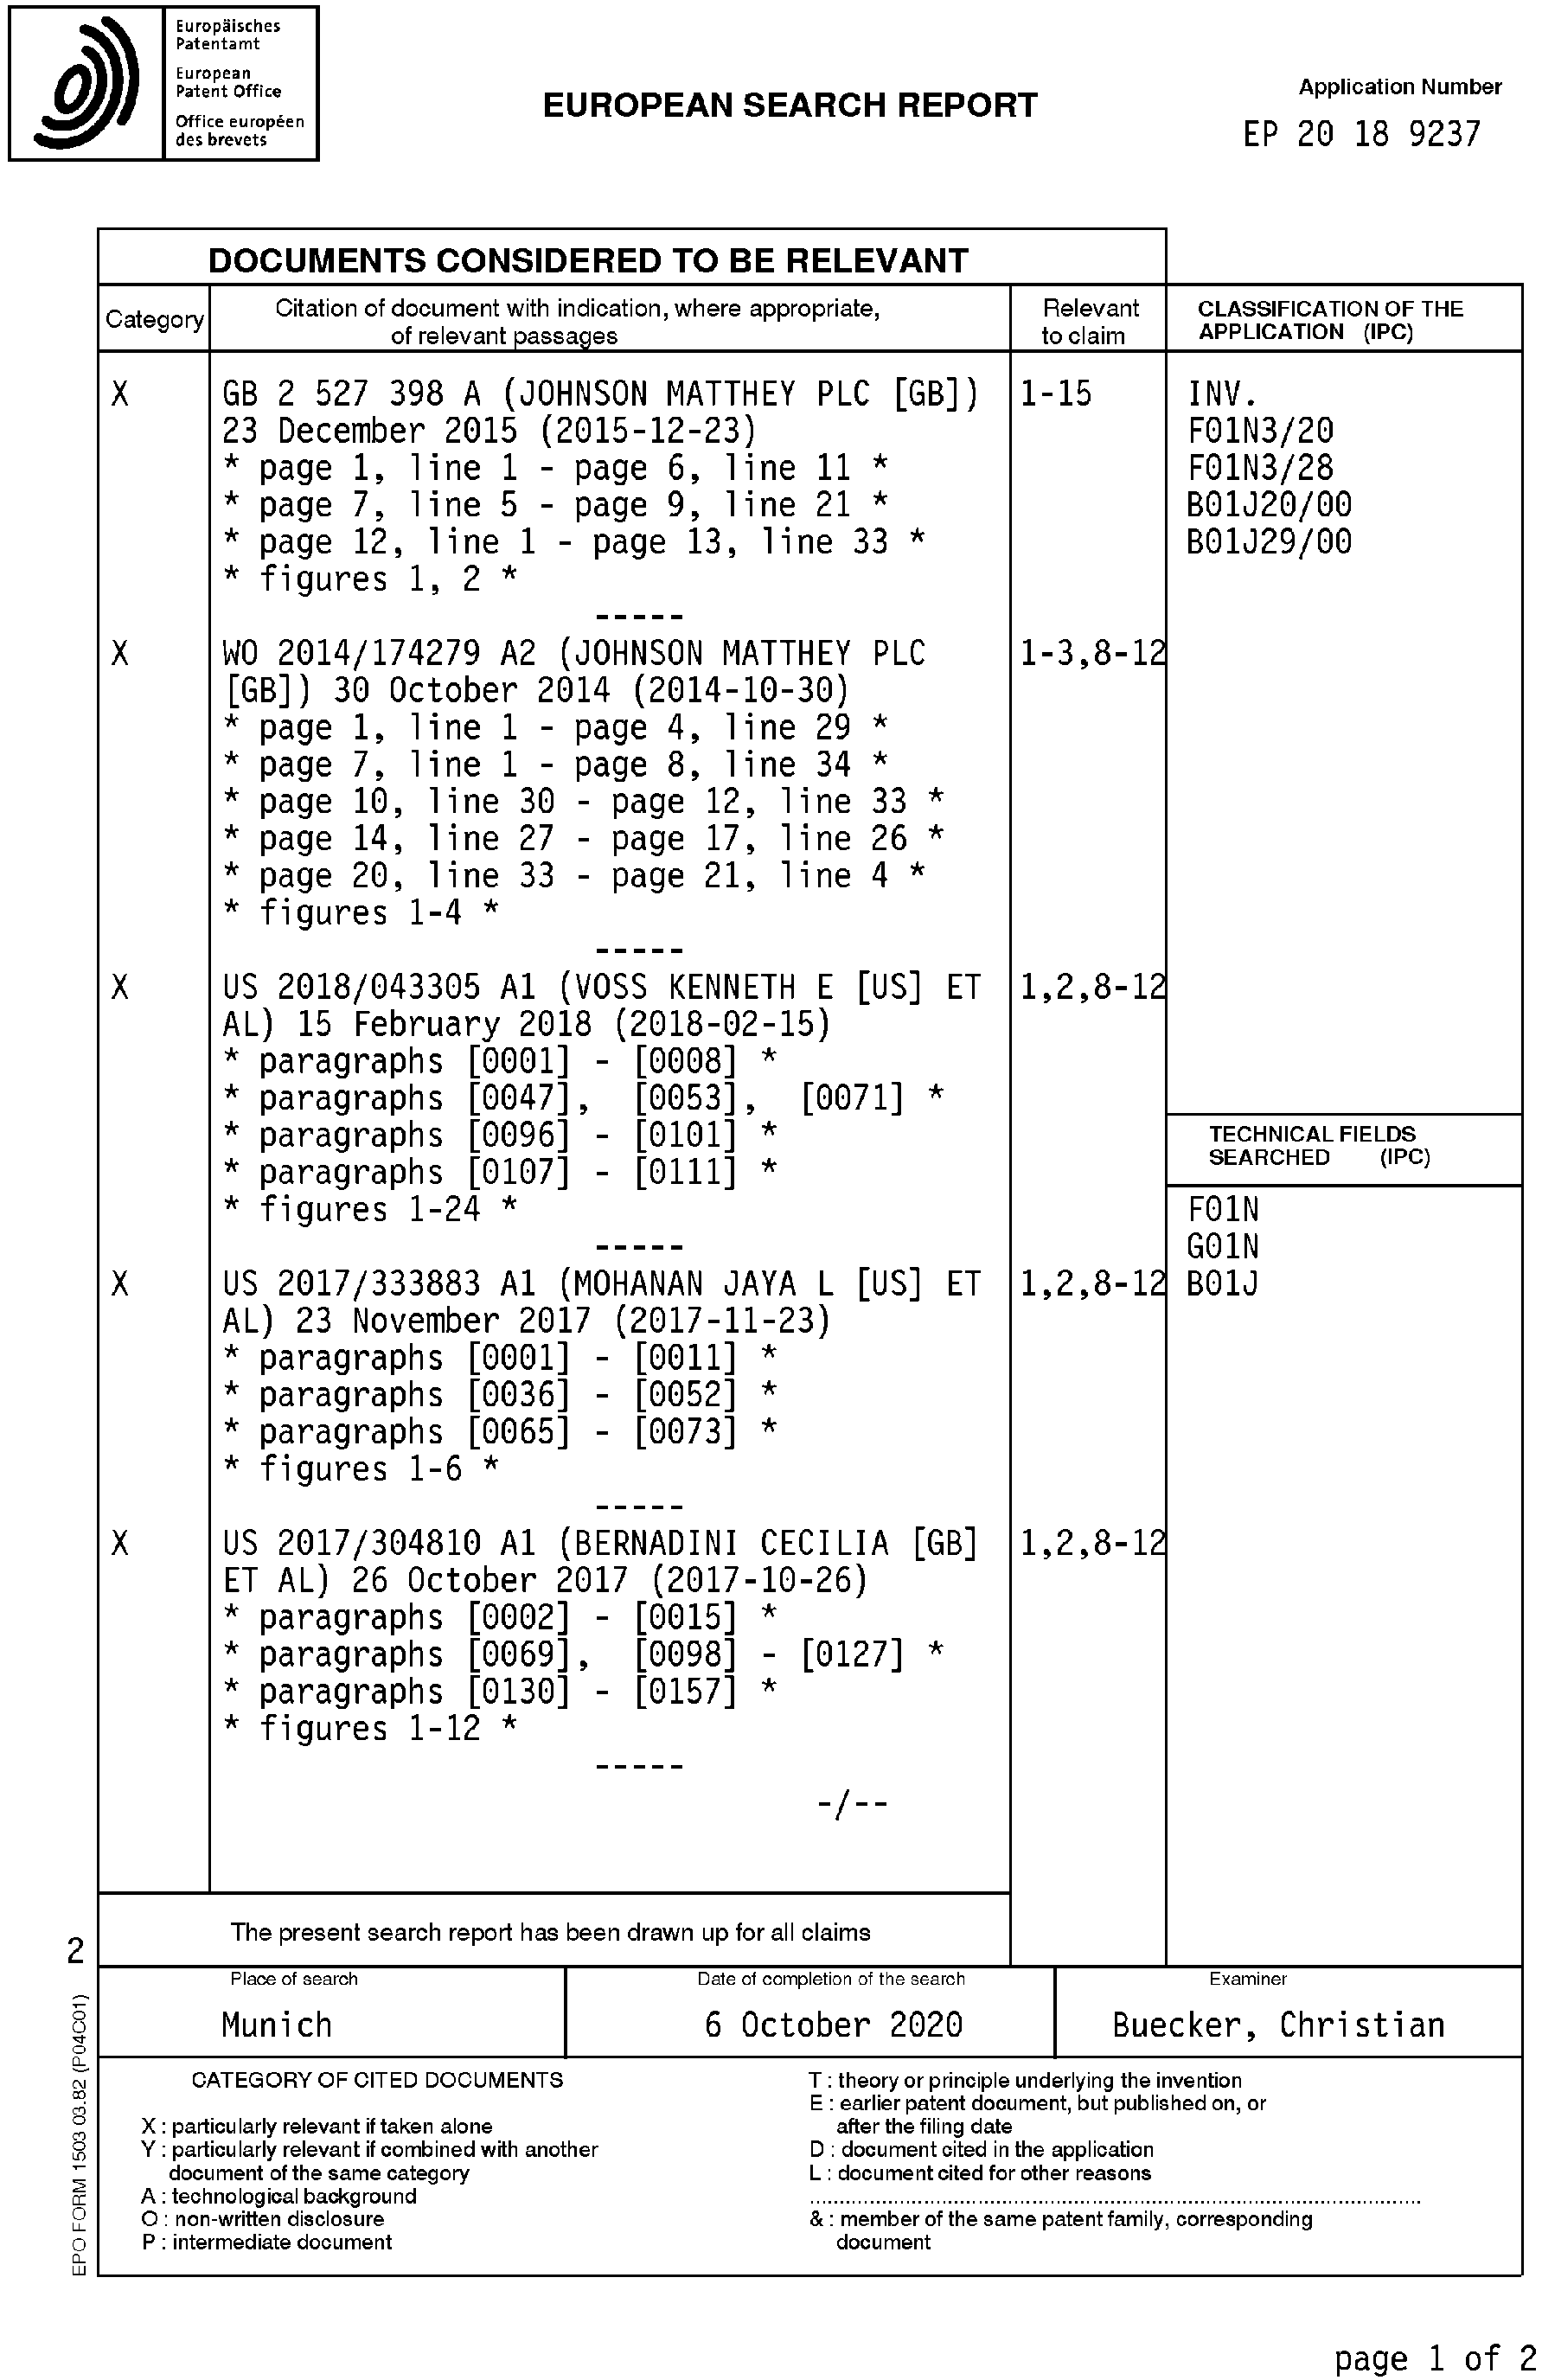 Europäisches
Patentamt
European
Patent Office
Office européen
des brevets
EUROPEAN SEARCH REPORT
Application Number
EP 20 18 9237
DOCUMENTS CONSIDERED TO BE RELEVANT
Category
Citation of document with indication, where appropriate,
of relevant passages
Relevant
to claim
CLASSIFICATION OF THE
APPLICATION (IPC)
X
GB 2 527 398 A (JOHNSON MATTHEY PLC [GB])
23 December 2015 (2015-12-23)
* page 1, line 1 - page 6, line 11 *
* page 7, line 5 - page 9, line 21 *
* page 12, line 1 - page 13, line 33 *
* figures 1, 2 *
-----
1-15
INV.
F01N3/20
F01N3/28
B01J20/00
B01J29/00
X
WO 2014/174279 A2 (JOHNSON MATTHEY PLC
[GB]) 30 October 2014 (2014-10-30)
* page 1, line 1 - page 4, line 29 *
* page 7, line 1 - page 8, line 34 *
* page 10, line 30 - page 12, line 33 *
* page 14, line 27 - page 17, line 26 *
* page 20, line 33 - page 21, line 4 *
* figures 1-4 *
-----
1-3,8-12
X
US 2018/043305 A1 (VOSS KENNETH E [US] ET
AL) 15 February 2018 (2018-02-15)
* paragraphs [0001] - [0008] *
* paragraphs [0047], [0053], [0071] *
* paragraphs [0096] - [0101] *
* paragraphs [0107] - [0111] *
* figures 1-24 *
-----
1,2,8-12
TECHNICAL FIELDS
SEARCHED (IPC)
F01N
G01N
B01J
X
US 2017/333883 A1 (MOHANAN JAYA L [US] ET
AL) 23 November 2017 (2017-11-23)
* paragraphs [0001] - [0011] *
* paragraphs [0036] - [0052] *
* paragraphs [0065] - [0073] *
* figures 1-6 *
-----
1,2,8-12
X
US 2017/304810 A1 (BERNADINI CECILIA [GB]
ET AL) 26 October 2017 (2017-10-26)
* paragraphs [0002] - [0015] *
* paragraphs [0069], [0098] - [0127] *
* paragraphs [0130] - [0157] *
* figures 1-12 *
-----
1,2,8-12
-/--
The present search report has been drawn up for all claims
2
Place of search
Munich
Date of completion of the search
6 October 2020
Examiner
Buecker, Christian
CATEGORY OF CITED DOCUMENTS
X : particularly relevant if taken alone
Y : particularly relevant if combined with another
document of the same category
A : technological background
O : non-written disclosure
P : intermediate document
T : theory or principle underlying the invention
E : earlier patent document, but published on, or
after the filing date
D : document cited in the application
L : document cited for other reasons
& : member of the same patent family, corresponding
document
EPO FORM 1503 03.82 (P04C01)
page 1 of 2